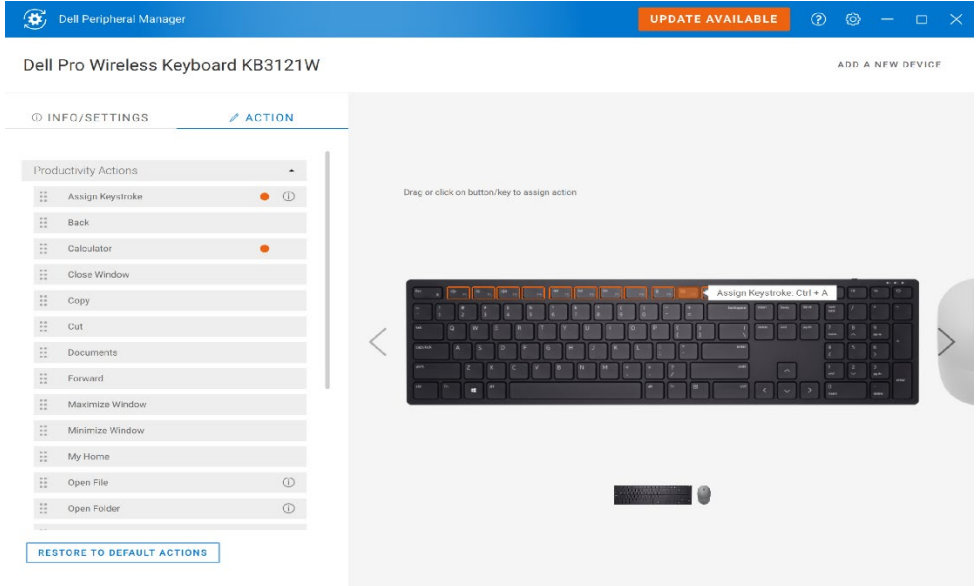 Dell Peripheral Manager
UPDATE AVAILABLE
Dell Pro Wireless Keyboard KB3121W
ADD A NEW DEVICE
INFO/SETTINGS
ACTION
Productivity Actions
Assign Keystroke
Back
Calculator
Close Window
Copy
Cut
Documents
Forward
Maximize Window
Minimize Window
My Home
Open File
Open Folder
RESTORE TO DEFAULT ACTIONS
Drag or click on button/key to assign action
Assign Keystroke: Ctrl + A
Q W E R T Y U I O P
A S D F G H J K L
Z X C V B N M